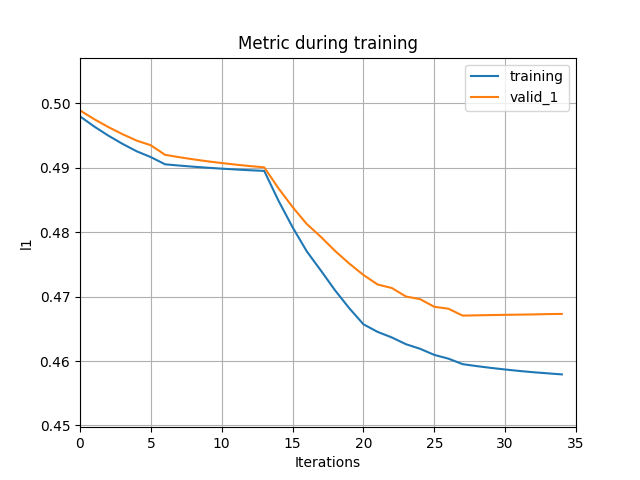 Metric during training
training
valid_1
0.50
0.49
0.48
0.47
0.46
0.45
l1
0 5 10 15 20 25 30 35
Iterations